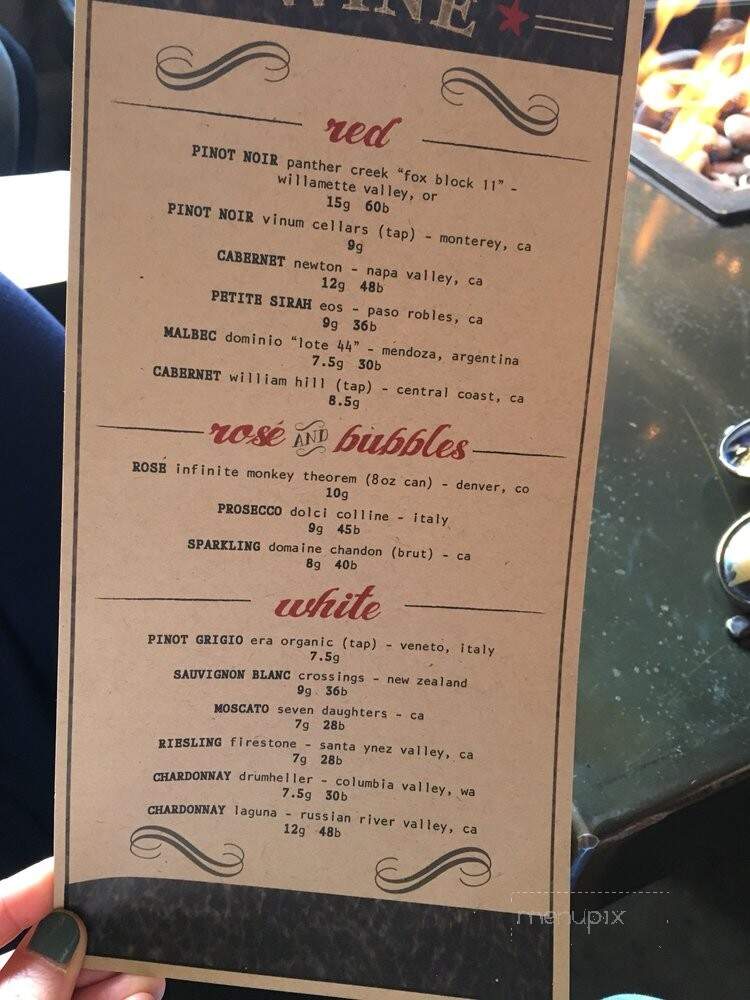 WINE
red
PINOT NOIR panther creek "fox block 11" -
willamette valley, or
15g 60b
PINOT NOIR vinum cellars (tap) - monterey, ca
9g
CABERNET newton - napa valley, ca
12g 48b
PETITE SIRAH eos - paso robles, ca
9g 36b
MALBEC dominio "lote 44" - mendoza, argentina
7.5g 30b
CABERNET william hill (tap) - central coast, ca
8.5g
rosé AND bubbles
ROSE infinite monkey theorem (8oz can) - denver, co
10g
PROSECCO dolci colline - italy
9g 45b
SPARKLING domaine chandon (brut) - ca
8g 40b
white
PINOT GRIGIO era organic (tap) - veneto, italy
7.5g
SAUVIGNON BLANC crossings - new zealand
9g 36b
MOSCATO seven daughters - ca
7g 28b
RIESLING firestone - santa ynez valley, ca
7g 28b
CHARDONNAY drumheller - columbia valley, wa
7.5g 30b
CHARDONNAY laguna - russian river valley, ca
12g 48b
menupix